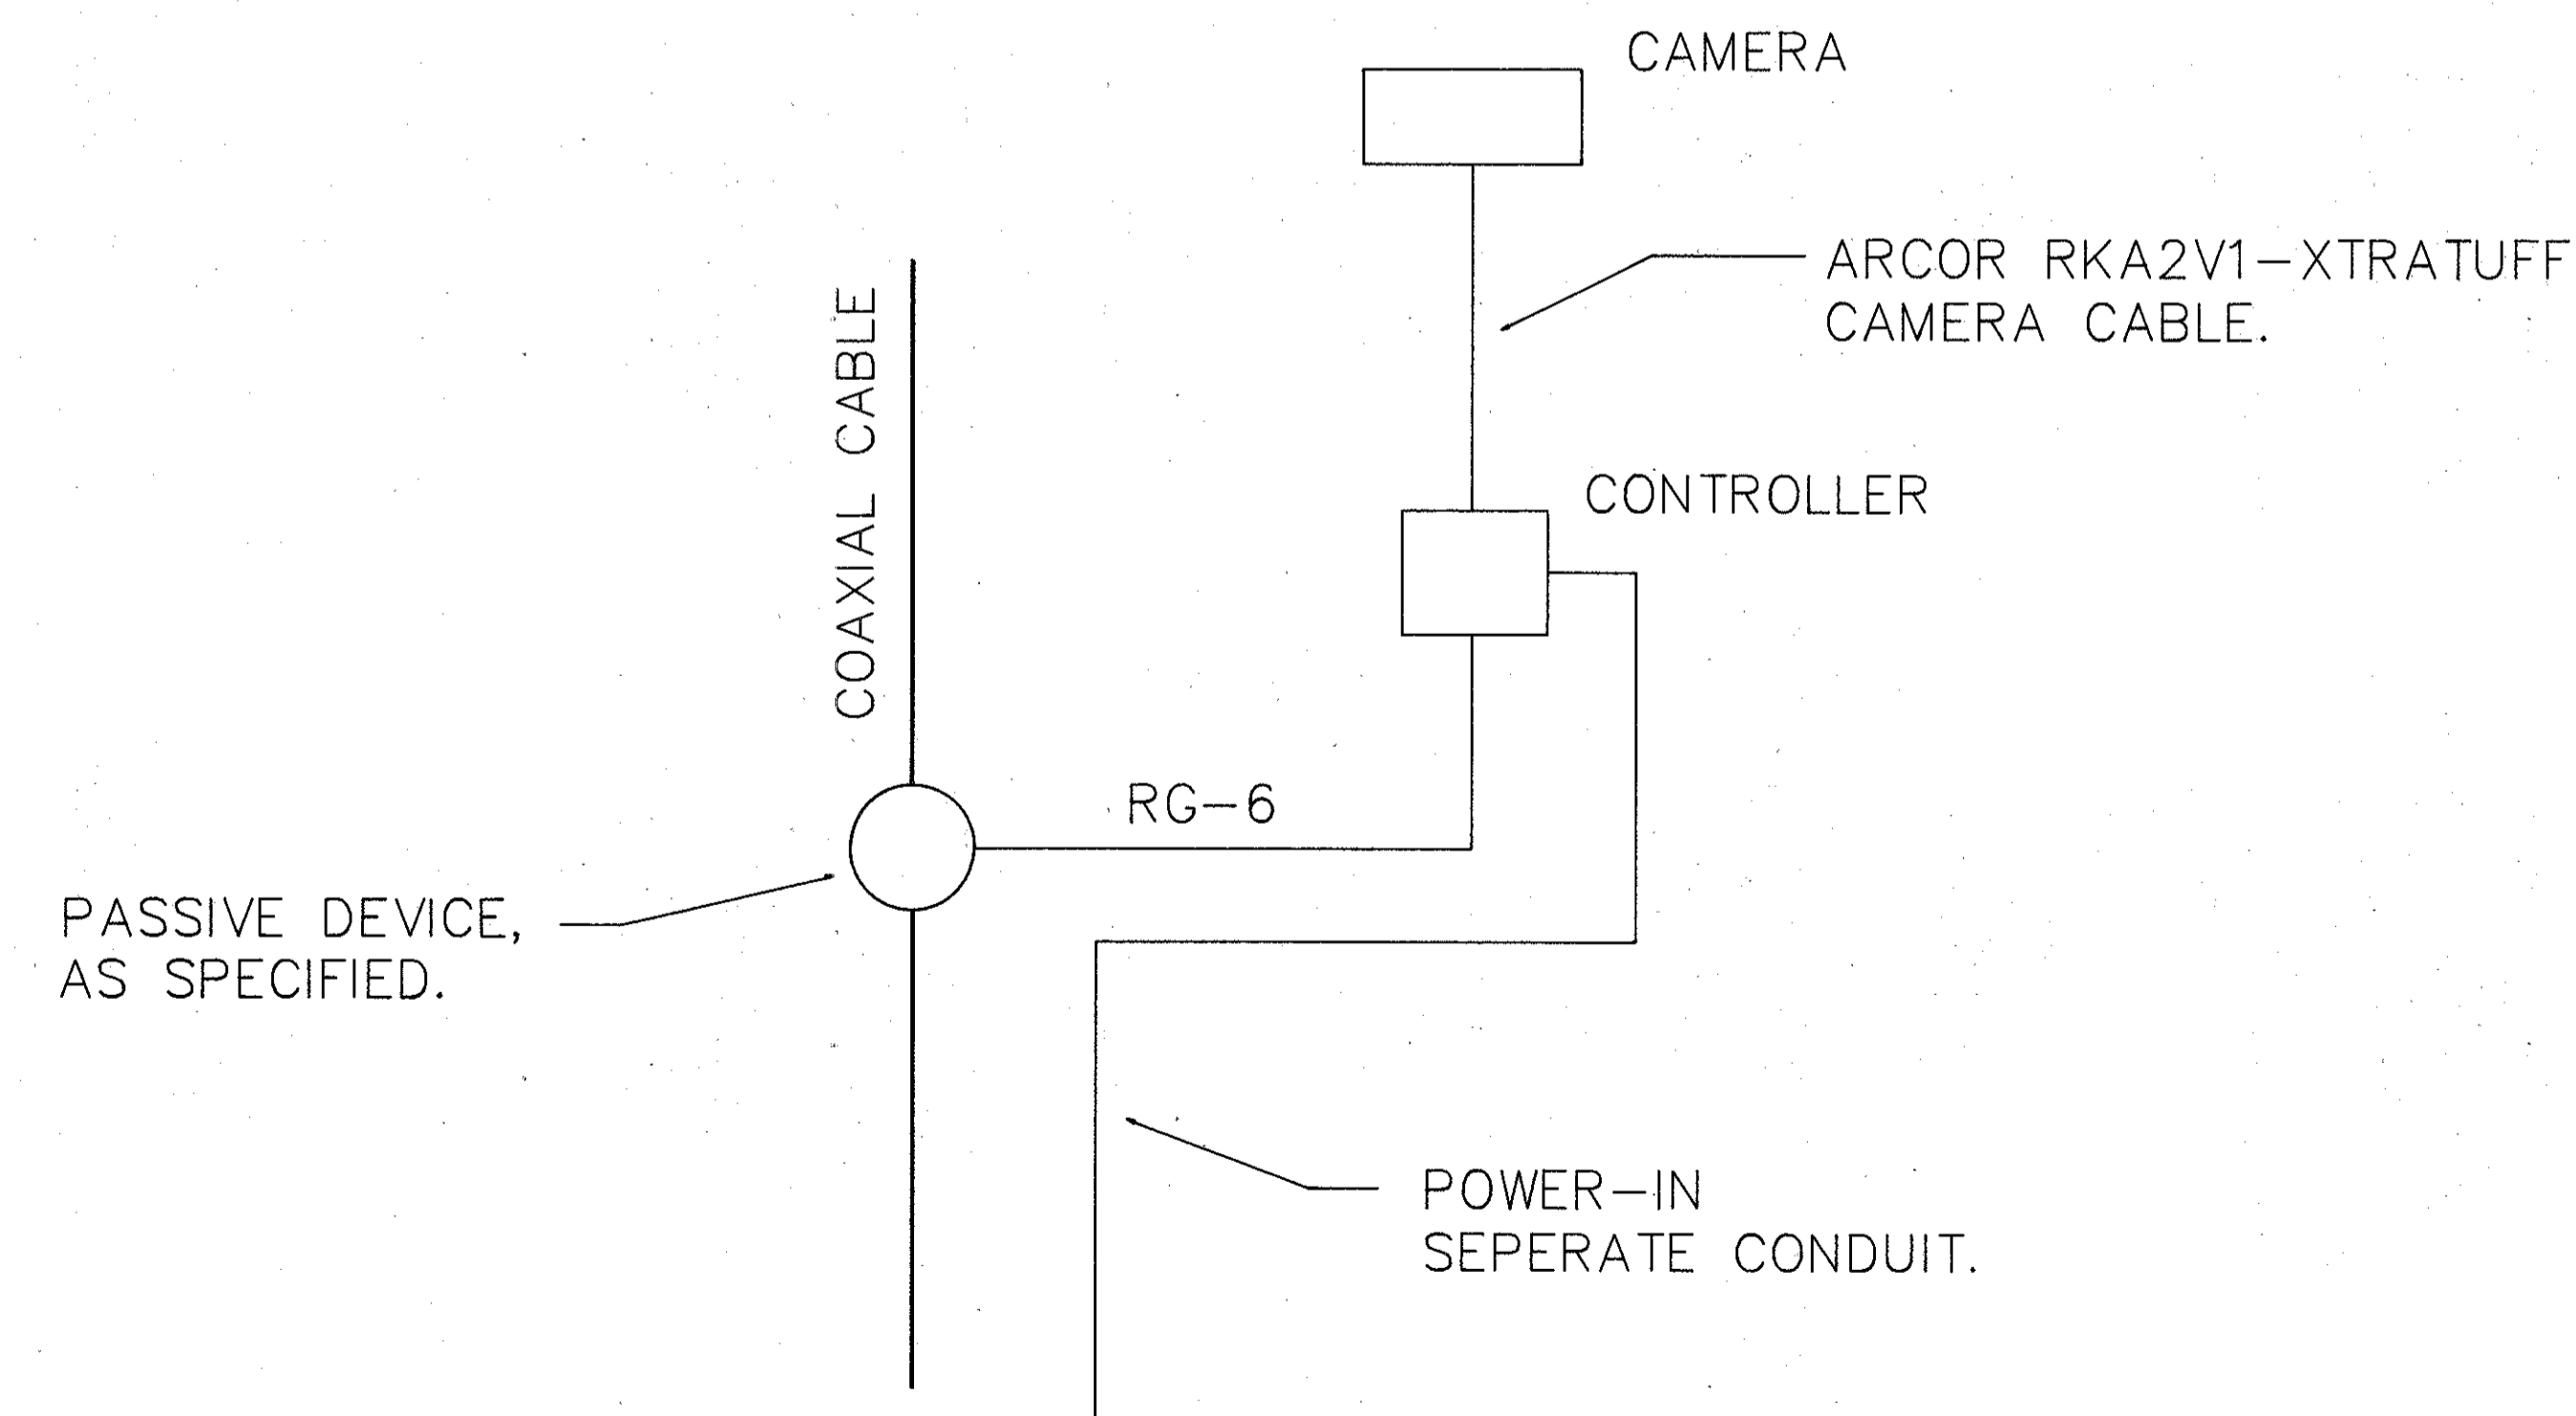 CAMERA
ARCOR RKA2V1-XTRATUFF
CAMERA CABLE.
COAXIAL CABLE
CONTROLLER
RG-6
PASSIVE DEVICE,
AS SPECIFIED.
POWER-IN
SEPERATE CONDUIT.